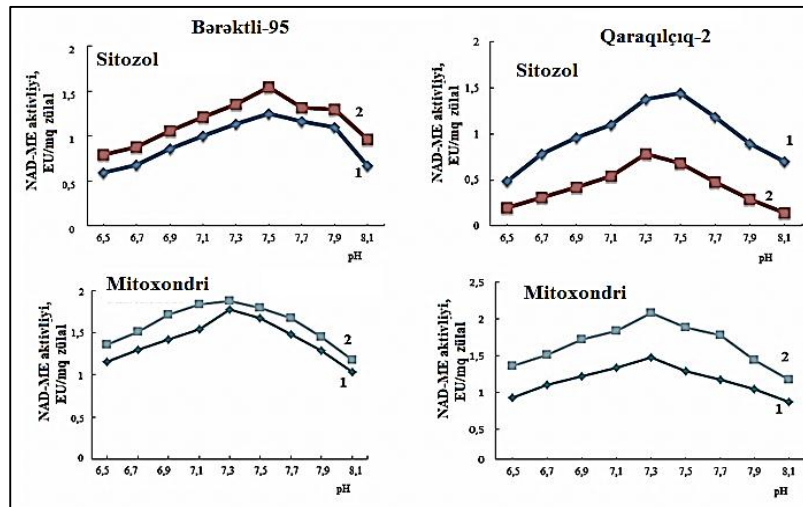 Bərəktli-95
Sitozol
NAD-ME aktivliyi,
EU/mq zülal
2
1,5
1
0,5
0
2
1
6,5 6,7 6,9 7,1 7,3 7,5 7,7 7,9 8,1
pH
Qaraqılçıq-2
Sitozol
NAD-ME aktivliyi,
EU/mq zülal
2
1,5
1
0,5
0
1
2
6,5 6,7 6,9 7,1 7,3 7,5 7,7 7,9 8,1
pH
Mitoxondri
NAD-ME aktivliyi,
EU/mq zülal
2
1,5
1
0,5
0
2
1
6,5 6,7 6,9 7,1 7,3 7,5 7,7 7,9 8,1
pH
Mitoxondri
NAD-ME aktivliyi,
EU/mq zülal
2,5
2
1,5
1
0,5
0
2
1
6,5 6,7 6,9 7,1 7,3 7,5 7,7 7,9 8,1
pH